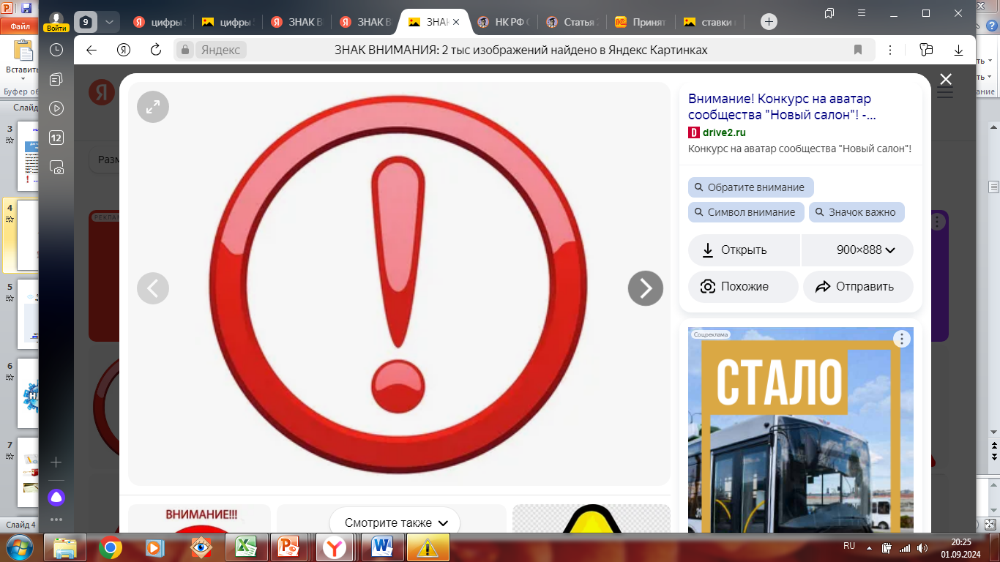 Файл
Вставить
Буфер об
Слайд
3
4
5
6
7
Слайд 4
Войти
9
12
цифры
цифры
ЗНАК В
ЗНАК В
ЗНАК
НК РФ
Статья
Принят
ставки
Яндекс
ЗНАК ВНИМАНИЯ: 2 тыс изображений найдено в Яндекс Картинках
Разм
РЕКЛАМ
Внимание! Конкурс на аватар
сообщества "Новый салон"! -...
drive2.ru
Конкурс на аватар сообщества "Новый салон"!
Обратите внимание
Символ внимание
Значок важно
Открыть
900×888
Похожие
Отправить
Соцреклама
СТАЛО
ВНИМАНИЕ!!!
Смотрите также
RU
20:25
01.09.2024